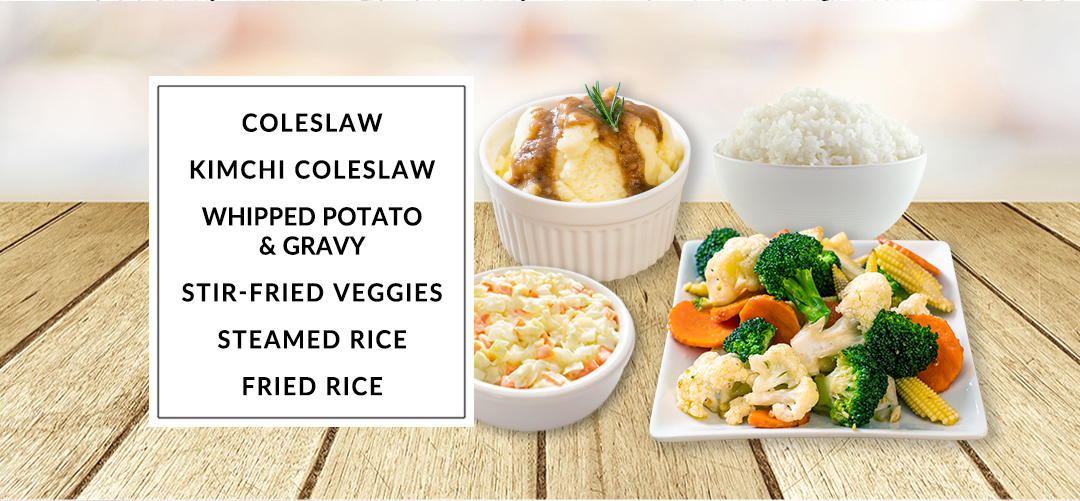 COLESLAW
KIMCHI COLESLAW
WHIPPED POTATO
& GRAVY
STIR-FRIED VEGGIES
STEAMED RICE
FRIED RICE